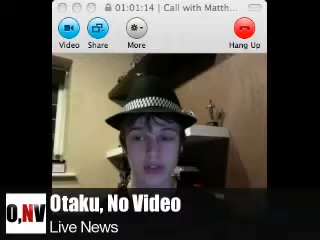 01:01:14 | Call with Matth...
Video Share More Hang Up
Otaku, No Video
O,NV
Live News